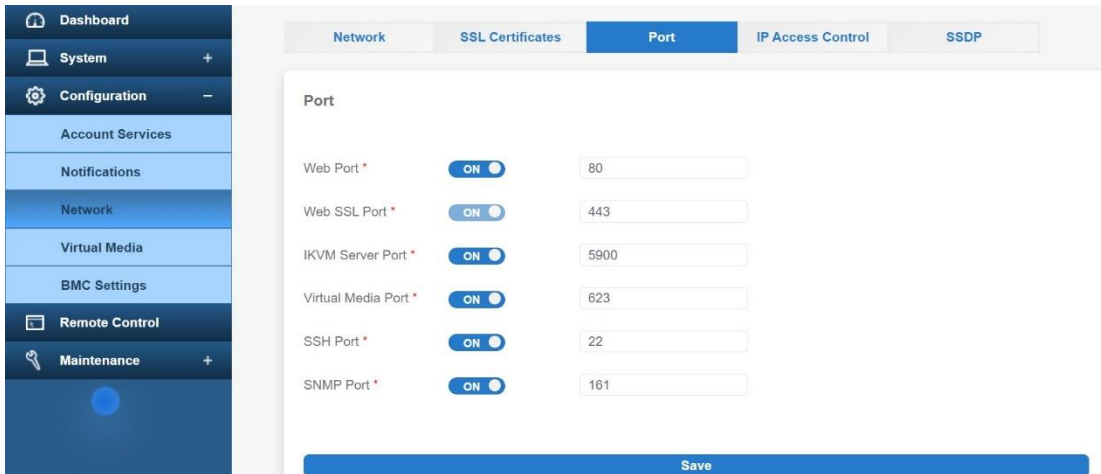 Dashboard
System +
Configuration −
Account Services
Notifications
Network
Virtual Media
BMC Settings
Remote Control
Maintenance +
Network SSL Certificates Port IP Access Control SSDP
Port
Web Port * ON 80
Web SSL Port * ON 443
IKVM Server Port * ON 5900
Virtual Media Port * ON 623
SSH Port * ON 22
SNMP Port * ON 161
Save